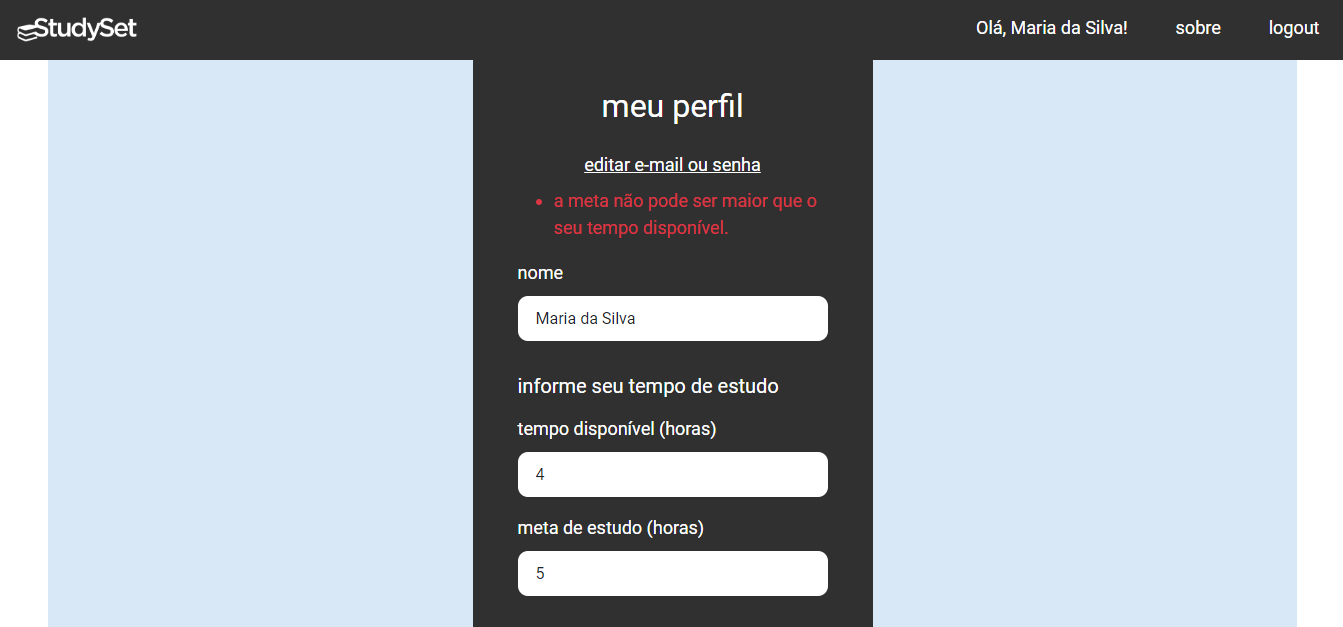 StudySet
Olá, Maria da Silva!
sobre
logout
meu perfil
editar e-mail ou senha
a meta não pode ser maior que o
seu tempo disponível.
nome
Maria da Silva
informe seu tempo de estudo
tempo disponível (horas)
4
meta de estudo (horas)
5